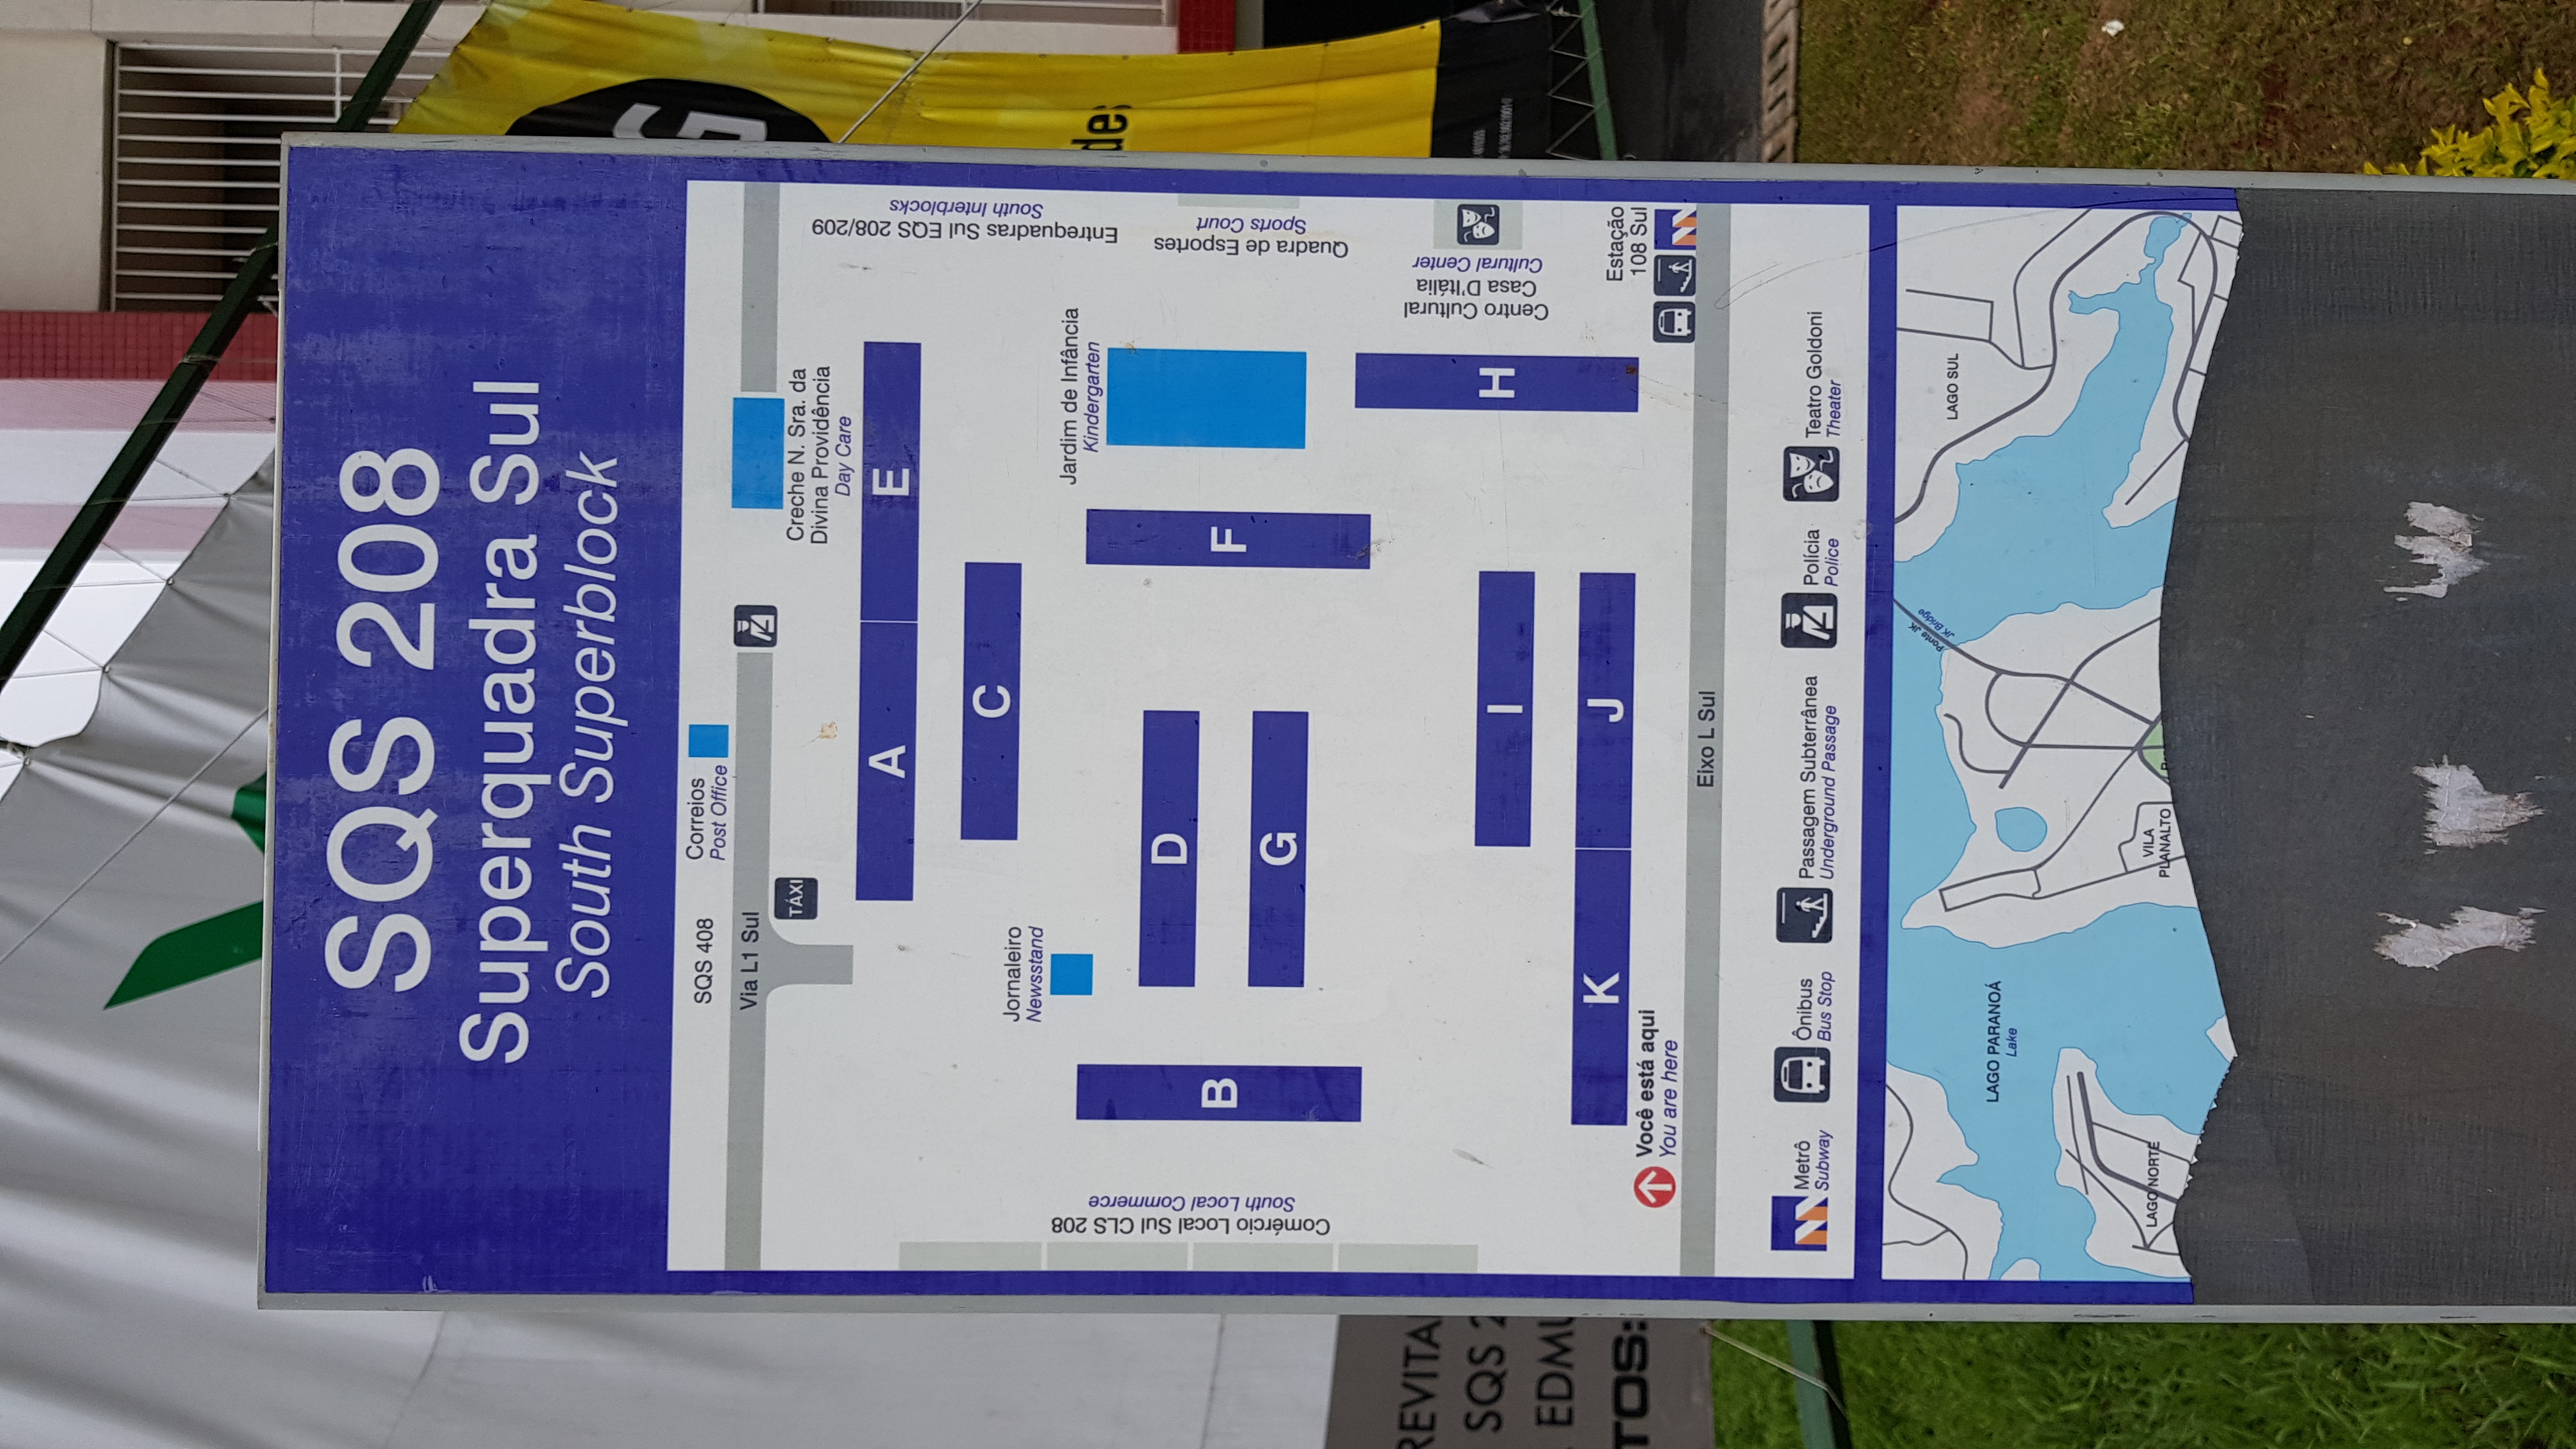 SQS 208
Superquadra Sul
South Superblock
SQS 408
Correios
Post Office
Via L1 Sul
TÁXI
Creche N. Sra. da
Divina Providência
Day Care
A
E
Entrequadras Sul EQS 208/209
South Interblocks
C
Jornaleiro
Newsstand
Jardim de Infância
Kindergarten
Comércio Local Sul CLS 208
South Local Commerce
B
D
F
G
Quadra de Esportes
Sports Court
Centro Cultural
Casa D'Itália
Cultural Center
I
H
K
J
Você está aqui
You are here
Estação
108 Sul
Eixo L Sul
Metrô
Subway
Ônibus
Bus Stop
Passagem Subterrânea
Underground Passage
Polícia
Police
Teatro Goldoni
Theater
Ponte JK
JK Bridge
LAGO SUL
LAGO PARANOÁ
Lake
LAGO NORTE
VILA
PLANALTO
REVITA
SQS 2
EDMU
TOS:
des